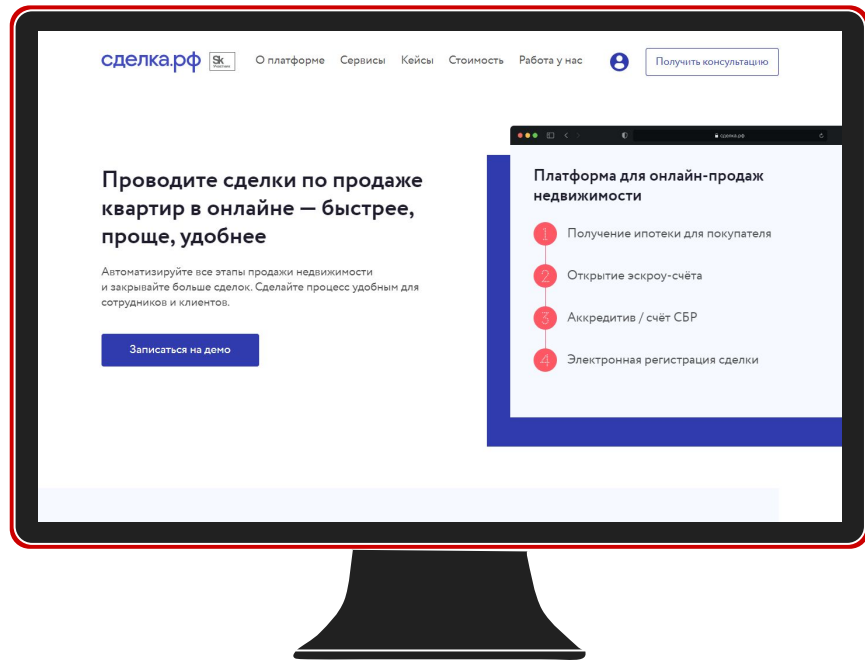 сделка.рф Sk О платформе Сервисы Кейсы Стоимость Работа у нас Получить консультацию
сделка.рф
Проводите сделки по продаже
квартир в онлайне — быстрее,
проще, удобнее
Автоматизируйте все этапы продажи недвижимости
и закрывайте больше сделок. Сделайте процесс удобным для
сотрудников и клиентов.
Записаться на демо
Платформа для онлайн-продаж
недвижимости
1 Получение ипотеки для покупателя
2 Открытие эскроу-счёта
3 Аккредитив / счёт СБР
4 Электронная регистрация сделки